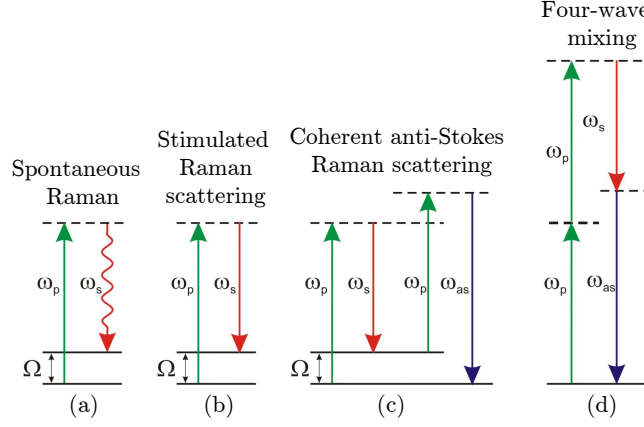 Four-wave
mixing
Stimulated
Raman
scattering
Coherent anti-Stokes
Raman scattering
Spontaneous
Raman
ωp
ωs
Ω
(a)
ωp
ωs
Ω
(b)
ωp
ωs
ωp
ωas
Ω
(c)
ωp
ωs
ωp
ωas
(d)